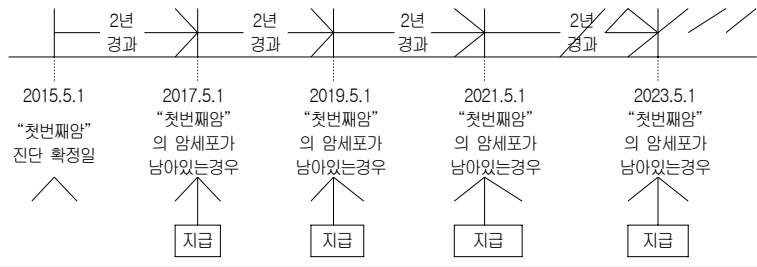 2년
경과
2년
경과
2년
경과
2년
경과
2015.5.1
“첫번째암”
진단 확정일
2017.5.1
“첫번째암”
의 암세포가
남아있는경우
2019.5.1
“첫번째암”
의 암세포가
남아있는경우
2021.5.1
“첫번째암”
의 암세포가
남아있는경우
2023.5.1
“첫번째암”
의 암세포가
남아있는경우
지급
지급
지급
지급